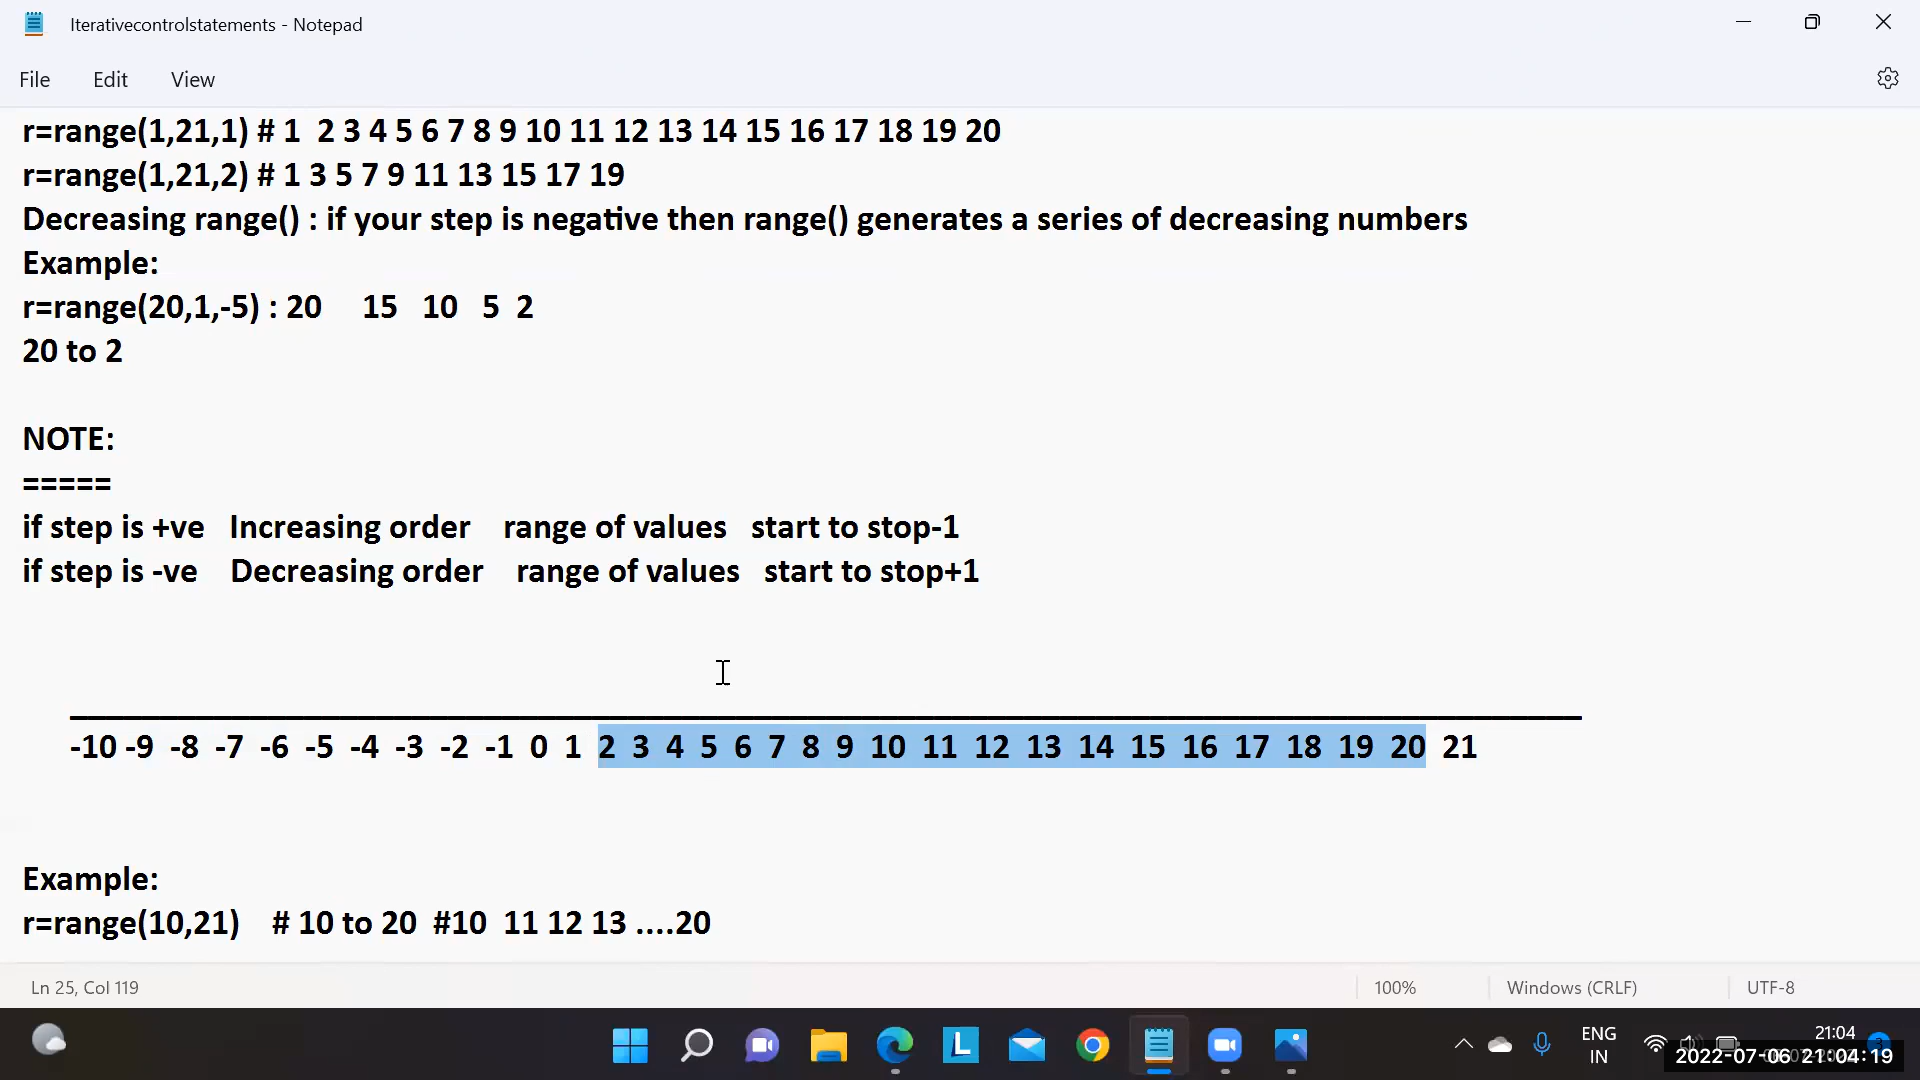 Iterativecontrolstatements - Notepad
File Edit View
r=range(1,21,1) # 1 2 3 4 5 6 7 8 9 10 11 12 13 14 15 16 17 18 19 20
r=range(1,21,2) # 1 3 5 7 9 11 13 15 17 19
Decreasing range() : if your step is negative then range() generates a series of decreasing numbers
Example:
r=range(20,1,-5) : 20 15 10 5 2
20 to 2
NOTE:
=====
if step is +ve Increasing order range of values start to stop-1
if step is -ve Decreasing order range of values start to stop+1
-10 -9 -8 -7 -6 -5 -4 -3 -2 -1 0 1 2 3 4 5 6 7 8 9 10 11 12 13 14 15 16 17 18 19 20 21
Example:
r=range(10,21) # 10 to 20 #10 11 12 13 ....20
Ln 25, Col 119 100% Windows (CRLF) UTF-8
L
ENG
IN
21:04
2022-07-06 21:04:19